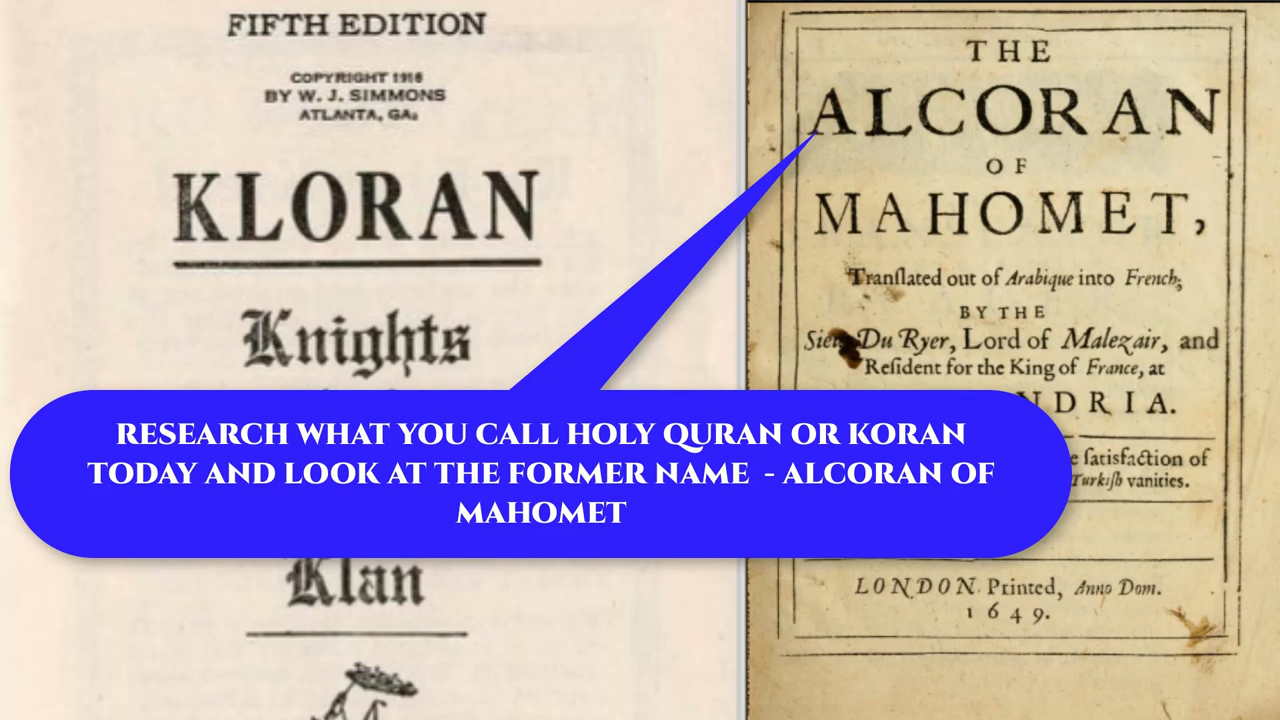 FIFTH EDITION
COPYRIGHT 1916
BY W. J. SIMMONS
ATLANTA, GA.
KLORAN
Knights
Klan
THE
ALCORAN
OF
MAHOMET,
Tranſlated out of Arabique into French;
BY THE
Sieur Du Ryer, Lord of Malezair, and
Reſident for the King of France, at
NDRIA.
e ſatisfaction of
Turkiſh vanities.
LONDON Printed, Anno Dom.
1649.
RESEARCH WHAT YOU CALL HOLY QURAN OR KORAN
TODAY AND LOOK AT THE FORMER NAME - ALCORAN OF
MAHOMET